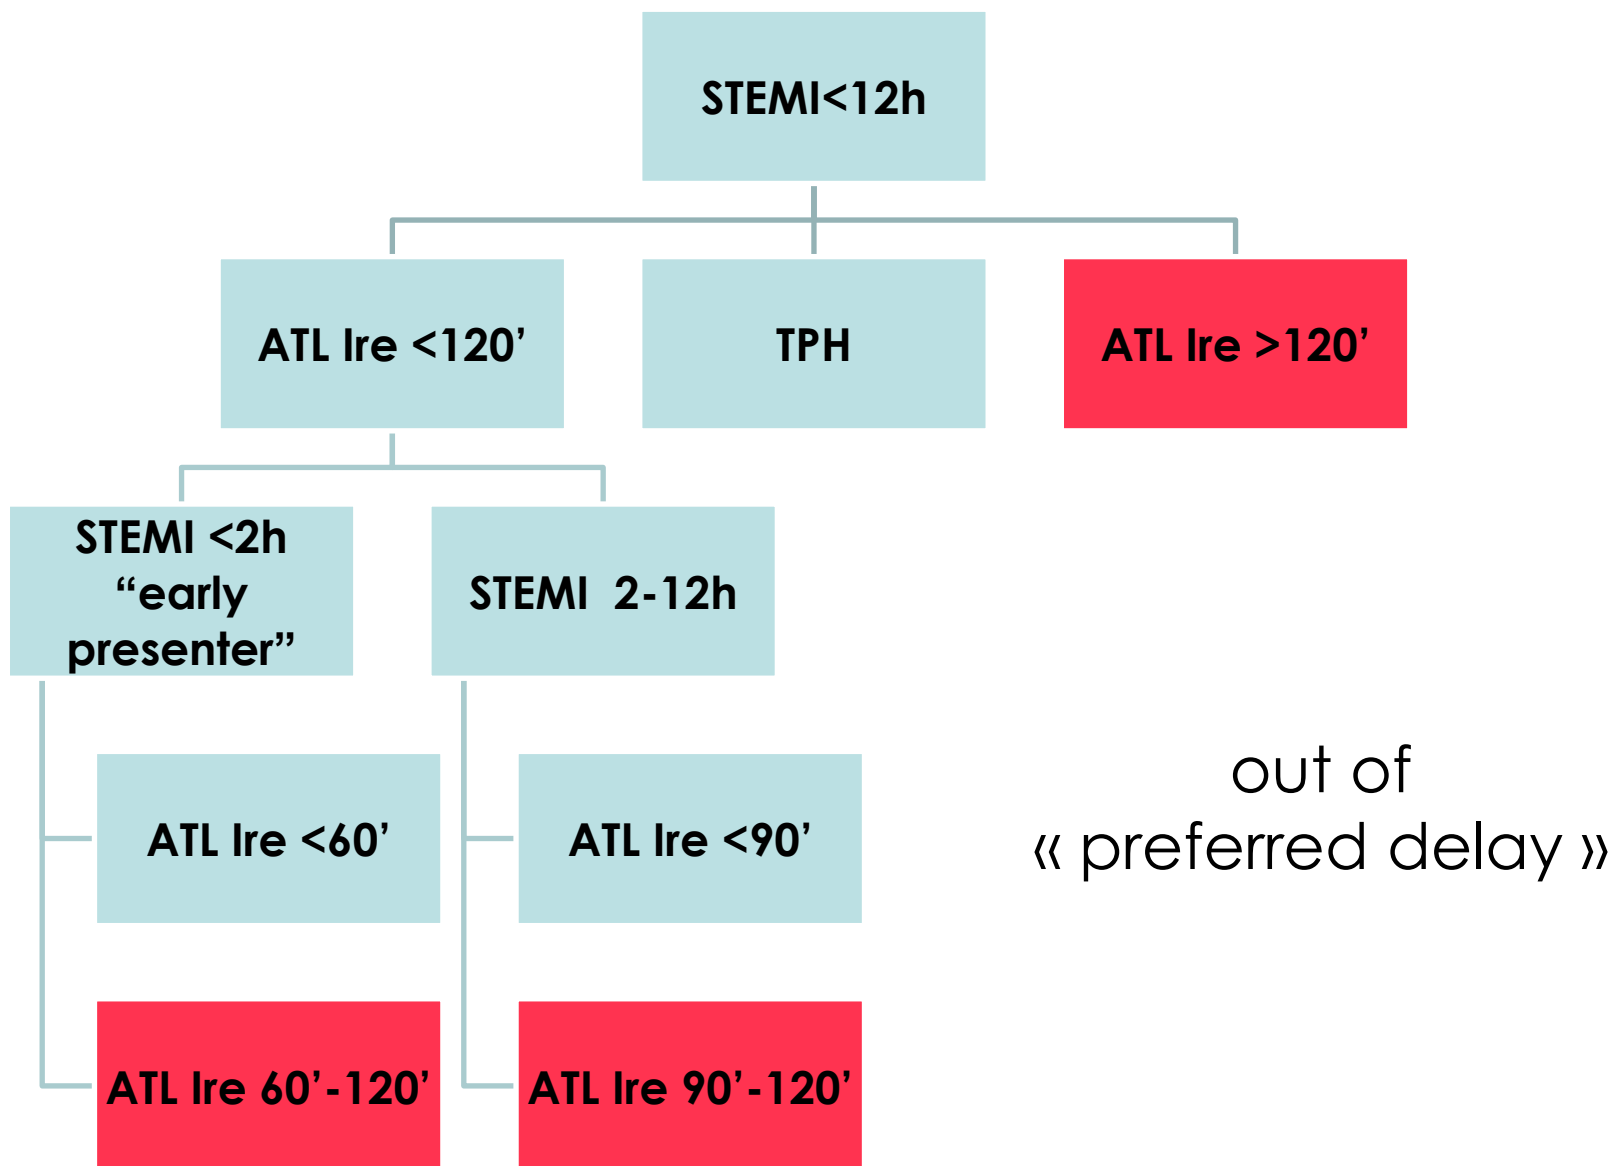 STEMI<12h
ATL Ire <120’
TPH
ATL Ire >120’
STEMI <2h
“early
presenter”
STEMI  2-12h
ATL Ire <60’
ATL Ire <90’
out of
« preferred delay »
ATL Ire 60’-120’
ATL Ire 90’-120’